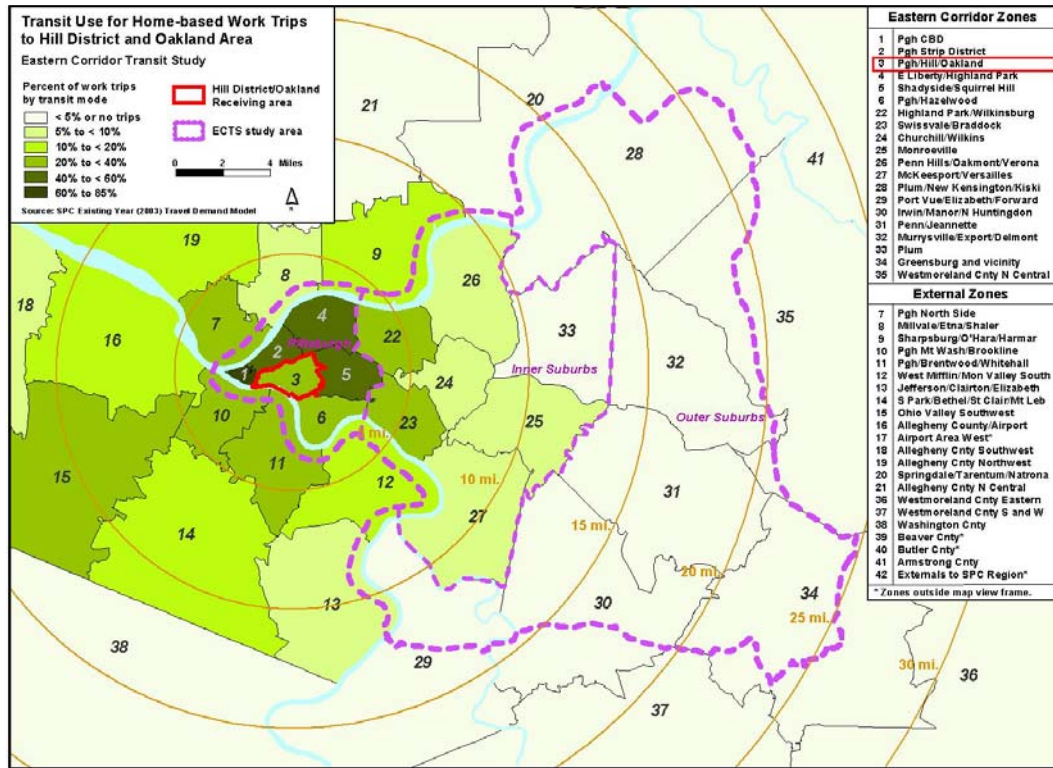 Transit Use for Home-based Work Trips
to Hill District and Oakland Area
Eastern Corridor Transit Study
Percent of work trips
by transit mode
< 5% or no trips
5% to < 10%
10% to < 20%
20% to < 40%
40% to < 60%
60% to 85%
Hill District/Oakland
Receiving area
ECTS study area
0 2 4 Miles
N
Source: SPC Existing Year (2003) Travel Demand Model
Eastern Corridor Zones
1 Pgh CBD
2 Pgh Strip District
3 Pgh/Hill/Oakland
4 E Liberty/Highland Park
5 Shadyside/Squirrel Hill
6 Pgh/Hazelwood
22 Highland Park/Wilkinsburg
23 Swissvale/Braddock
24 Churchill/Wilkins
25 Monroeville
26 Penn Hills/Oakmont/Verona
27 McKeesport/Versailles
28 Plum/New Kensington/Kiski
29 Port Vue/Elizabeth/Forward
30 Irwin/Manor/N Huntingdon
31 Penn/Jeannette
32 Murrysville/Export/Delmont
33 Plum
34 Greensburg and vicinity
35 Westmoreland Cnty N Central
External Zones
7 Pgh North Side
8 Millvale/Etna/Shaler
9 Sharpsburg/O'Hara/Harmar
10 Pgh Mt Wash/Brookline
11 Pgh/Brentwood/Whitehall
12 West Mifflin/Mon Valley South
13 Jefferson/Clairton/Elizabeth
14 S Park/Bethel/St Clair/Mt Leb
15 Ohio Valley Southwest
16 Allegheny County/Airport
17 Airport Area West*
18 Allegheny Cnty Southwest
19 Allegheny Cnty Northwest
20 Springdale/Tarentum/Natrona
21 Allegheny Cnty N Central
36 Westmoreland Cnty Eastern
37 Westmoreland Cnty S and W
38 Washington Cnty
39 Beaver Cnty*
40 Butler Cnty*
41 Armstrong Cnty
42 Externals to SPC Region*
* Zones outside map view frame.
21
20
28
41
19
9
8
26
18
16
7
4
22
33
35
2
Pittsburgh
1
3
5
24
32
Inner Suburbs
Outer Suburbs
10
6
23
25
11
mi.
15
12
10 mi.
27
31
15 mi.
14
20 mi.
13
30
34
25 mi.
38
29
30 mi.
36
37